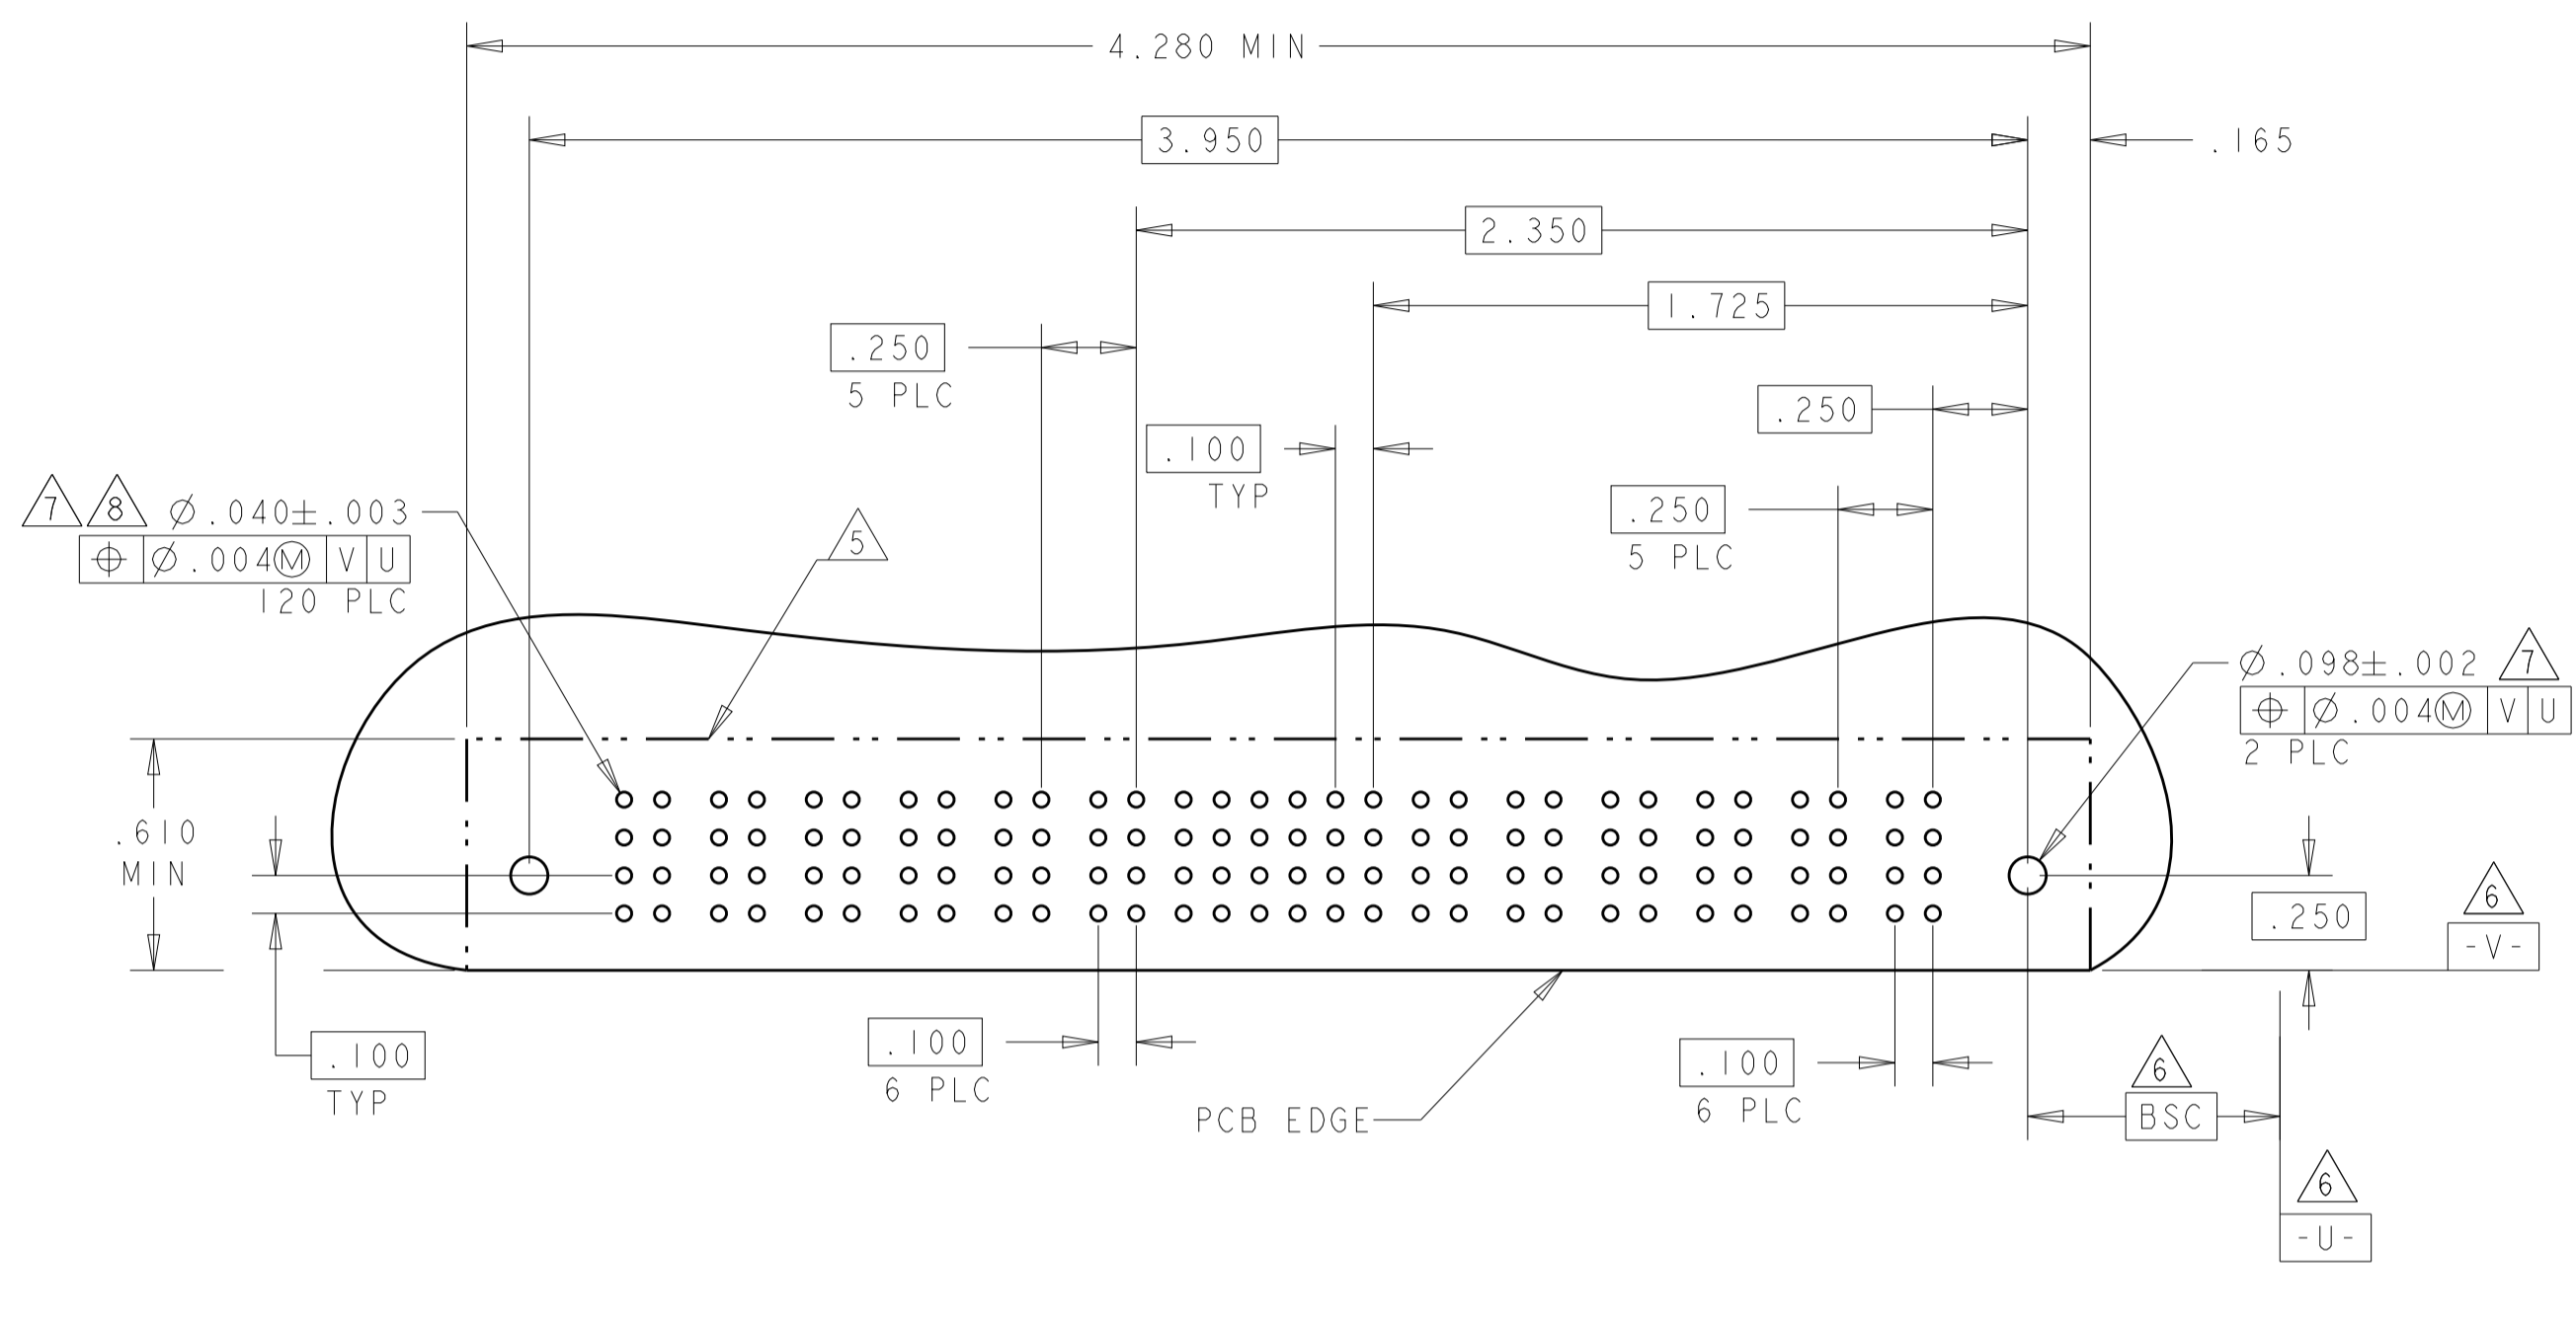 4.280 MIN
3.950
.165
2.350
1.725
.250
5 PLC
.250
.100
TYP
.250
5 PLC
7 8 Ø.040±.003
⌖ Ø.004Ⓜ V U
120 PLC
5
Ø.098±.002 7
⌖ Ø.004Ⓜ V U
2 PLC
.610
MIN
.250
6
-V-
.100
TYP
.100
6 PLC
PCB EDGE
.100
6 PLC
6
BSC
6
-U-